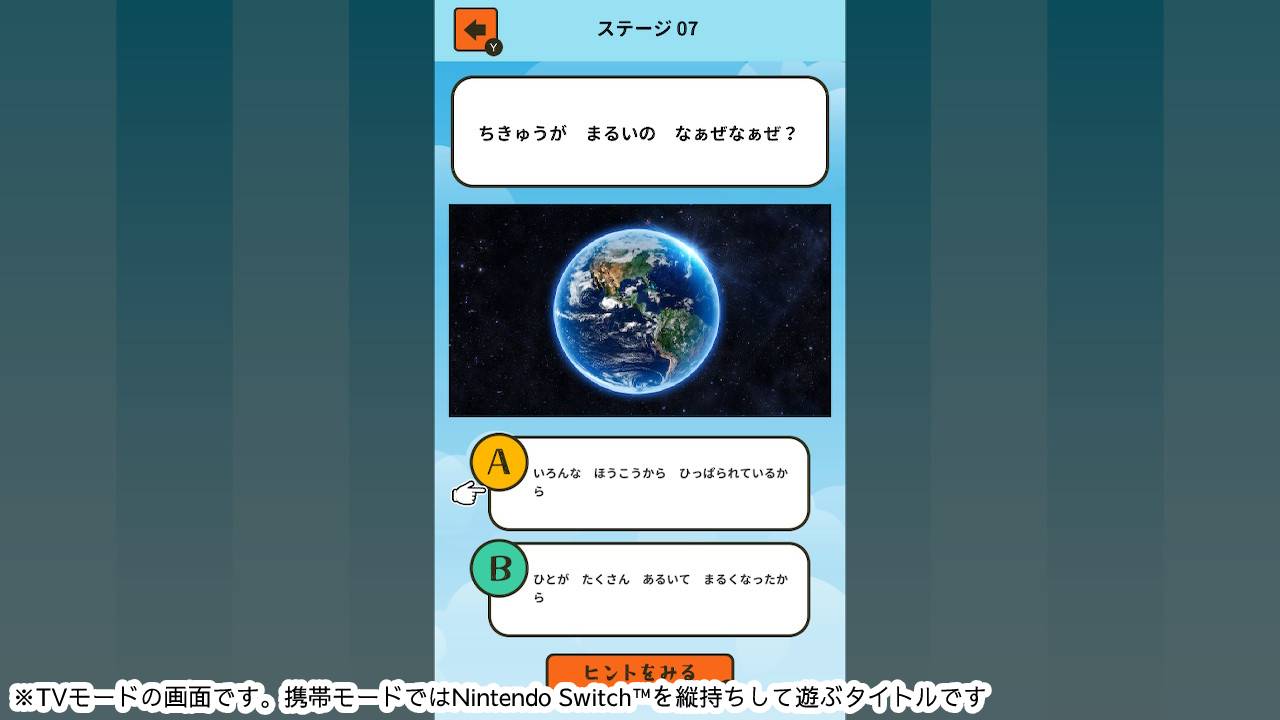 Y
ステージ 07
ちきゅうが　まるいの　なぁぜなぁぜ？
A
いろんな　ほうこうから　ひっぱられているか
ら
B
ひとが　たくさん　あるいて　まるくなったか
ら
ヒントをみる
※TVモードの画面です。携帯モードではNintendo Switch™を縦持ちして遊ぶタイトルです